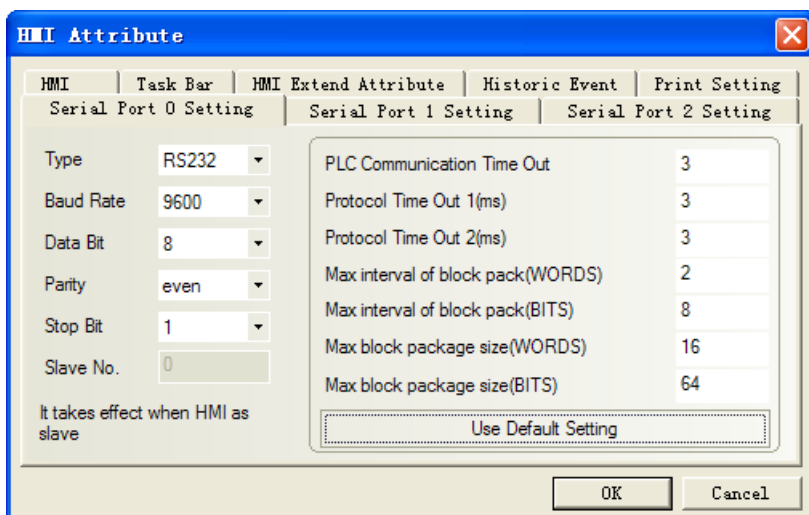 HMI Attribute
HMI Task Bar HMI Extend Attribute Historic Event Print Setting
Serial Port 0 Setting Serial Port 1 Setting Serial Port 2 Setting
Type RS232
Baud Rate 9600
Data Bit 8
Parity even
Stop Bit 1
Slave No. 0
It takes effect when HMI as
slave
PLC Communication Time Out 3
Protocol Time Out 1(ms) 3
Protocol Time Out 2(ms) 3
Max interval of block pack(WORDS) 2
Max interval of block pack(BITS) 8
Max block package size(WORDS) 16
Max block package size(BITS) 64
Use Default Setting
OK Cancel